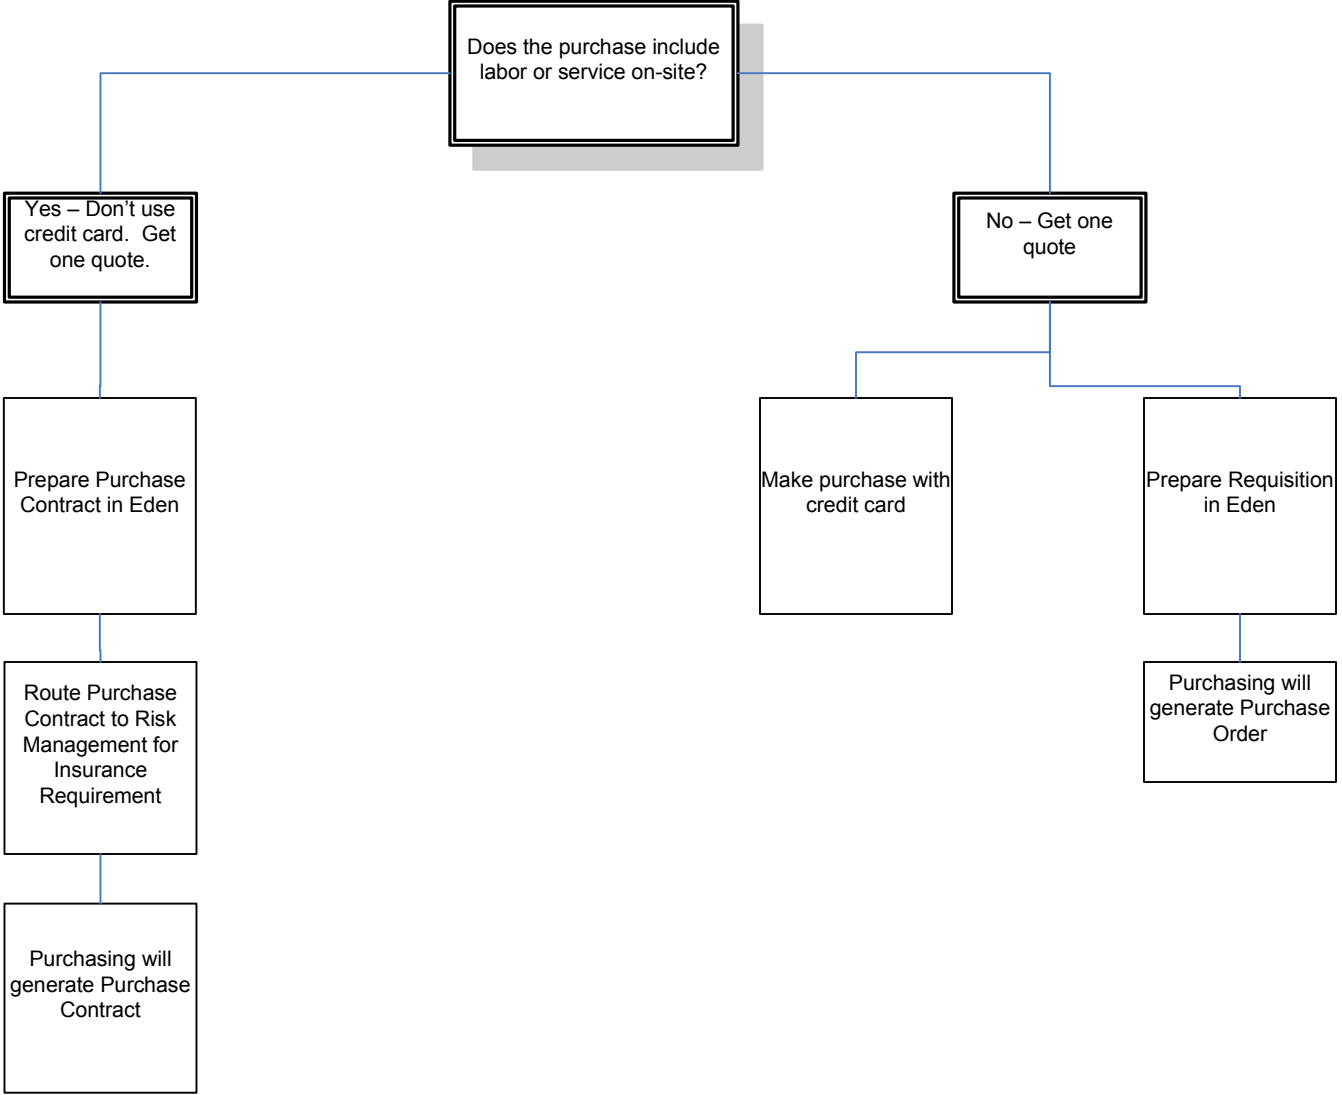 Does the purchase include
labor or service on-site?
Yes – Don’t use
credit card.  Get
one quote.
No – Get one
quote
Prepare Purchase
Contract in Eden
Make purchase with
credit card
Prepare Requisition
in Eden
Route Purchase
Contract to Risk
Management for
Insurance
Requirement
Purchasing will
generate Purchase
Order
Purchasing will
generate Purchase
Contract